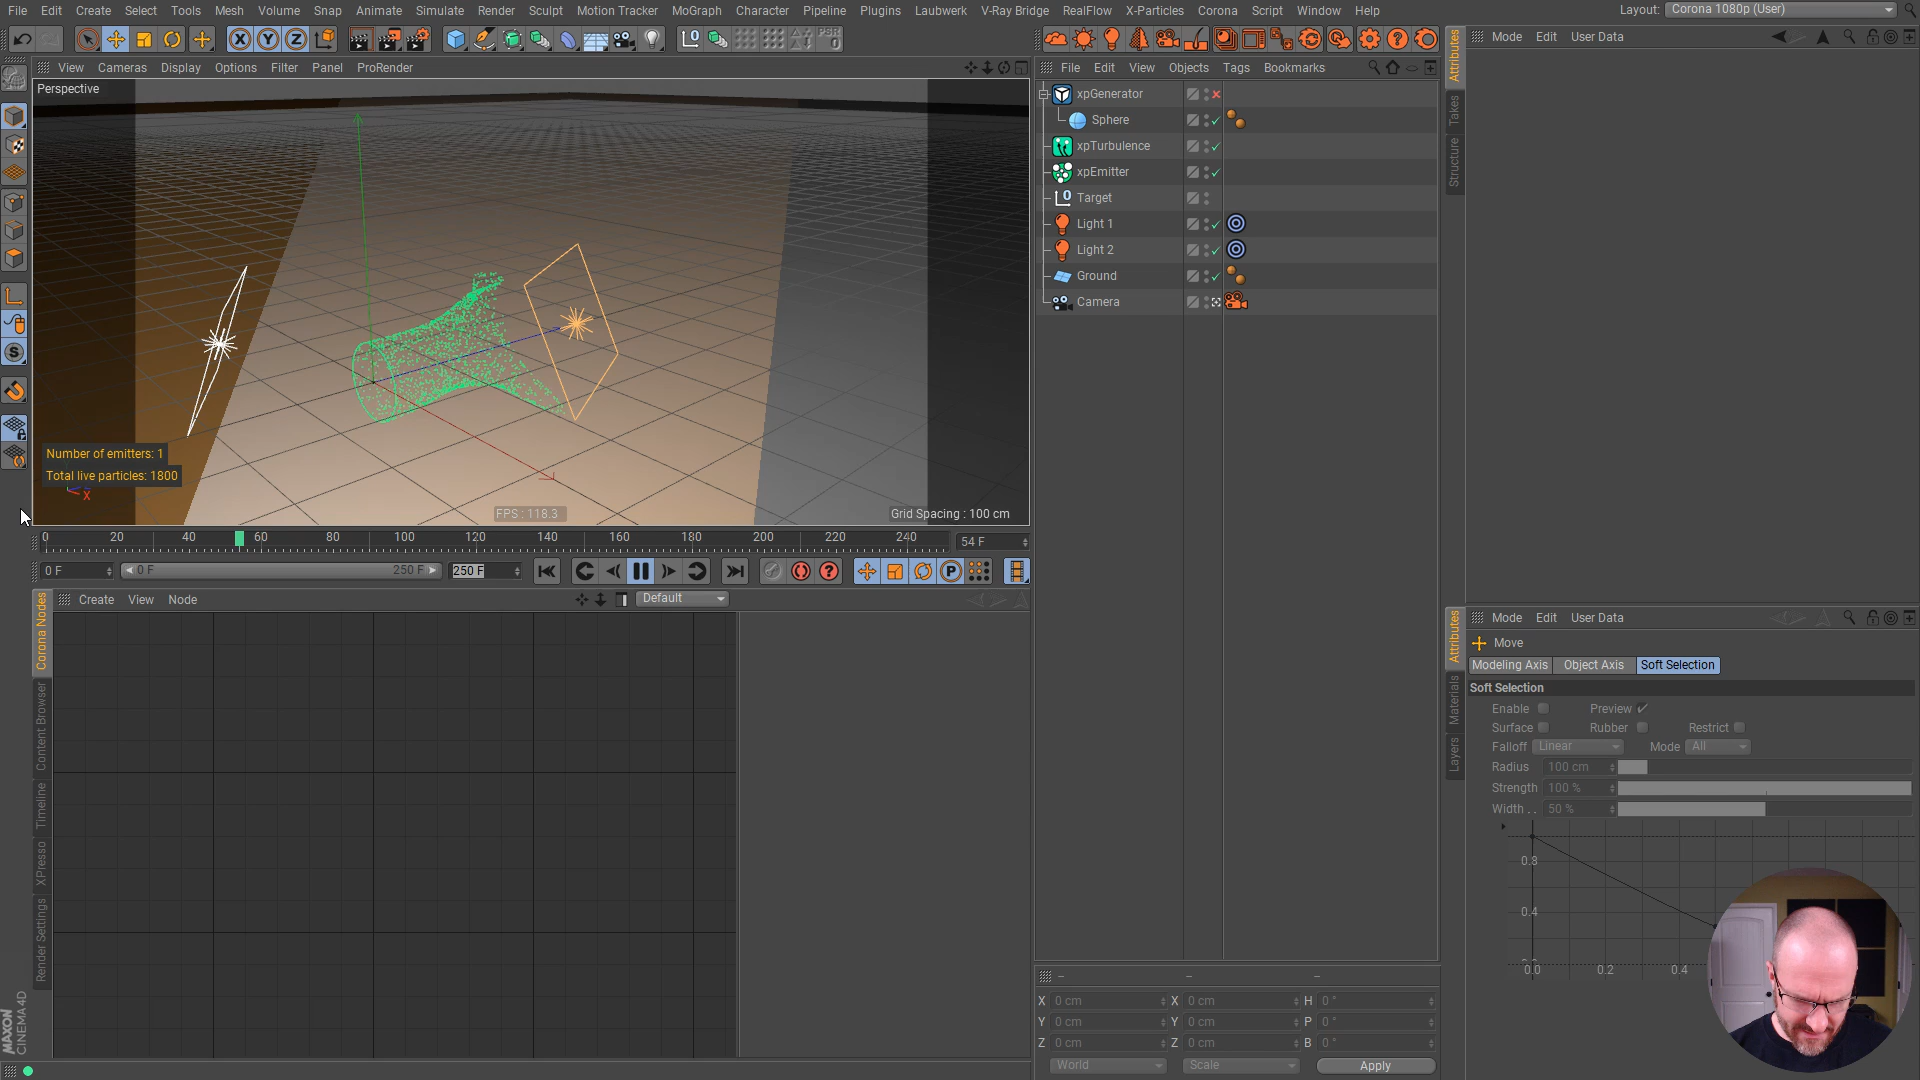 File Edit Create Select Tools Mesh Volume Snap Animate Simulate Render Sculpt Motion Tracker MoGraph Character Pipeline Plugins Laubwerk V-Ray Bridge RealFlow X-Particles Corona Script Window Help Layout: Corona 1080p (User)
X Y Z PSR 0
View Cameras Display Options Filter Panel ProRender
File Edit View Objects Tags Bookmarks
Mode Edit User Data
Perspective
xpGenerator
Sphere
xpTurbulence
xpEmitter
Target
Light 1
Light 2
Ground
Camera
Attributes
Takes
Structure
Number of emitters: 1
Total live particles: 1800
X
FPS : 118.3
Grid Spacing : 100 cm
0 20 40 60 80 100 120 140 160 180 200 220 240 54 F
0 F 0 F 250 F 250 F
Create View Node Default
Corona Nodes
Content Browser
Timeline
XPresso
Render Settings
MAXON
CINEMA 4D
Mode Edit User Data
Attributes
Materials
Layers
Move
Modeling Axis Object Axis Soft Selection
Soft Selection
Enable Preview
Surface Rubber Restrict
Falloff Linear Mode All
Radius 100 cm
Strength 100 %
Width . . 50 %
0.8
0.4
0.0 0.2 0.4
X 0 cm X 0 cm H 0 °
Y 0 cm Y 0 cm P 0 °
Z 0 cm Z 0 cm B 0 °
World Scale Apply